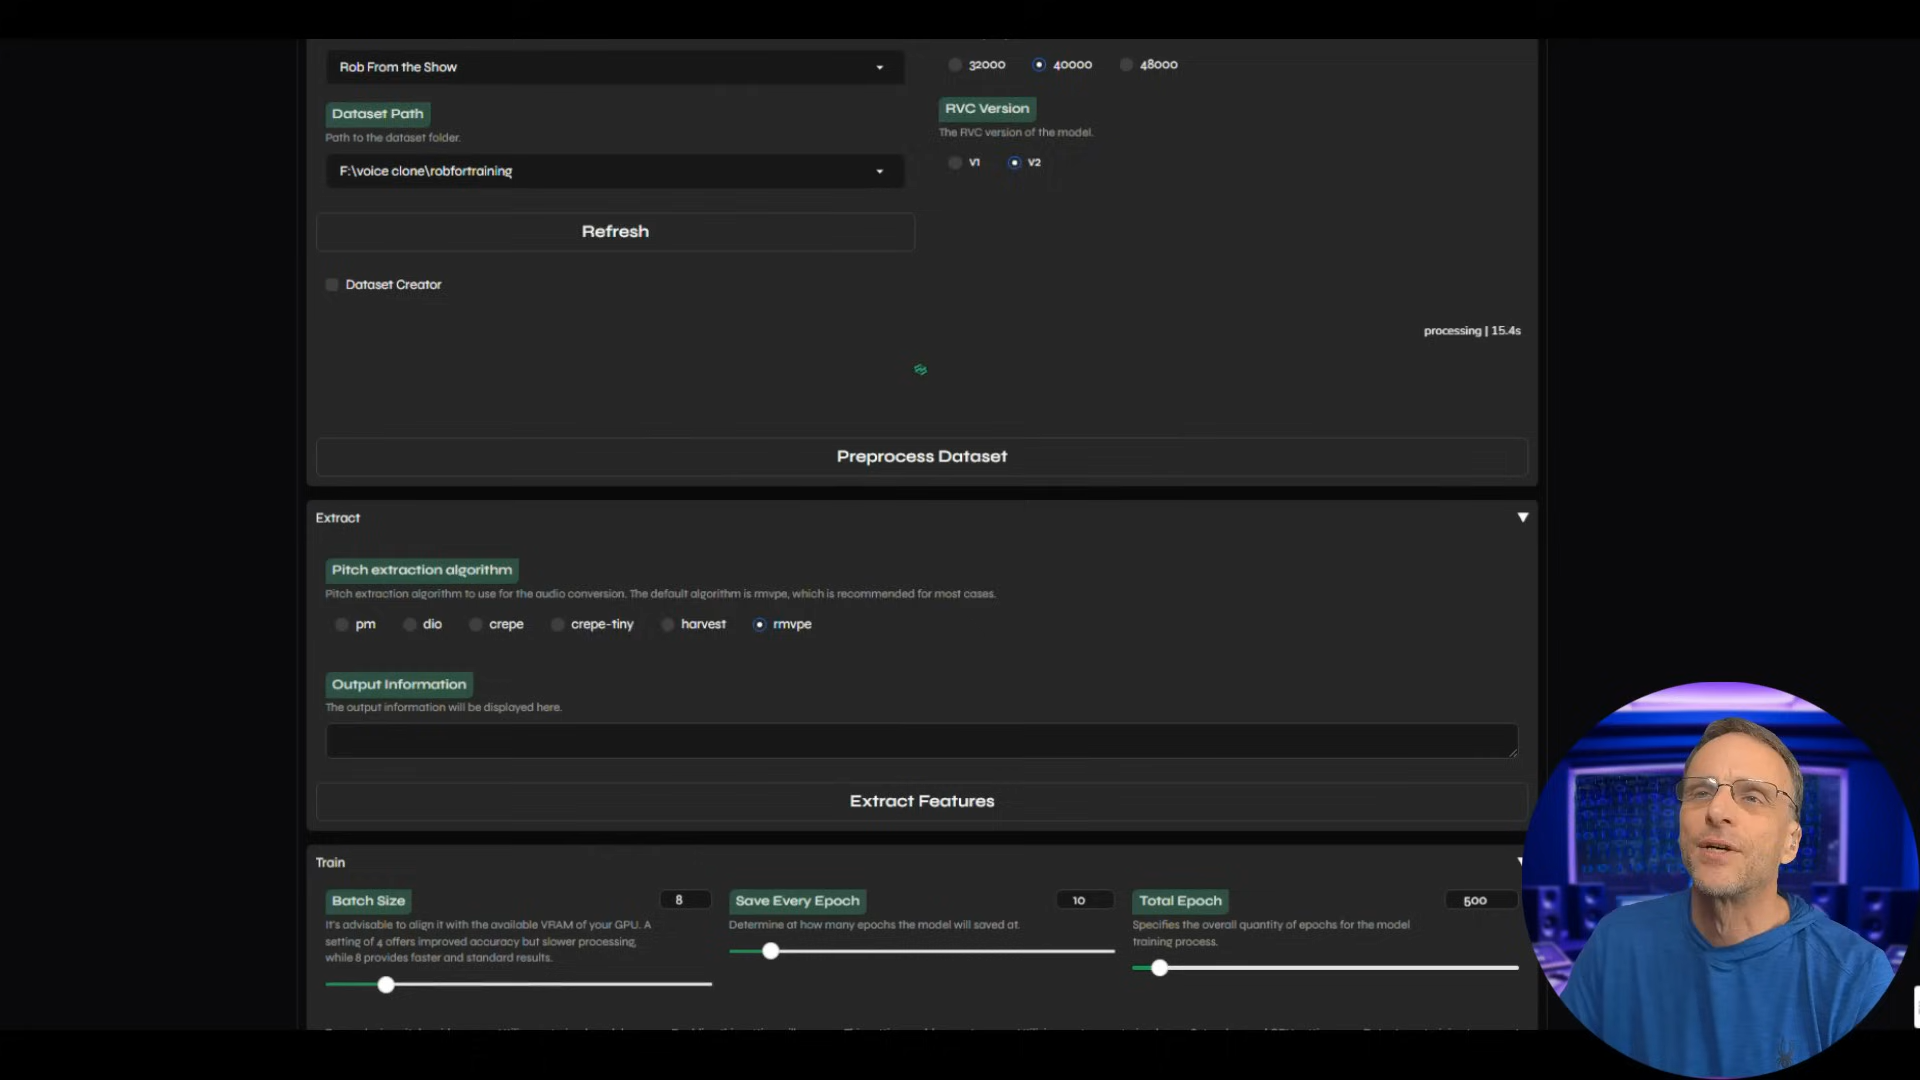 Rob From the Show
32000 40000 48000
Dataset Path
Path to the dataset folder.
F:\voice clone\robfortraining
RVC Version
The RVC version of the model.
V1 V2
Refresh
Dataset Creator
processing | 15.4s
Preprocess Dataset
Extract
Pitch extraction algorithm
Pitch extraction algorithm to use for the audio conversion. The default algorithm is rmvpe, which is recommended for most cases.
pm dio crepe crepe-tiny harvest rmvpe
Output Information
The output information will be displayed here.
Extract Features
Train
Batch Size 8
It's advisable to align it with the available VRAM of your GPU. A
setting of 4 offers improved accuracy but slower processing,
while 8 provides faster and standard results.
Save Every Epoch 10
Determine at how many epochs the model will saved at.
Total Epoch 500
Specifies the overall quantity of epochs for the model
training process.